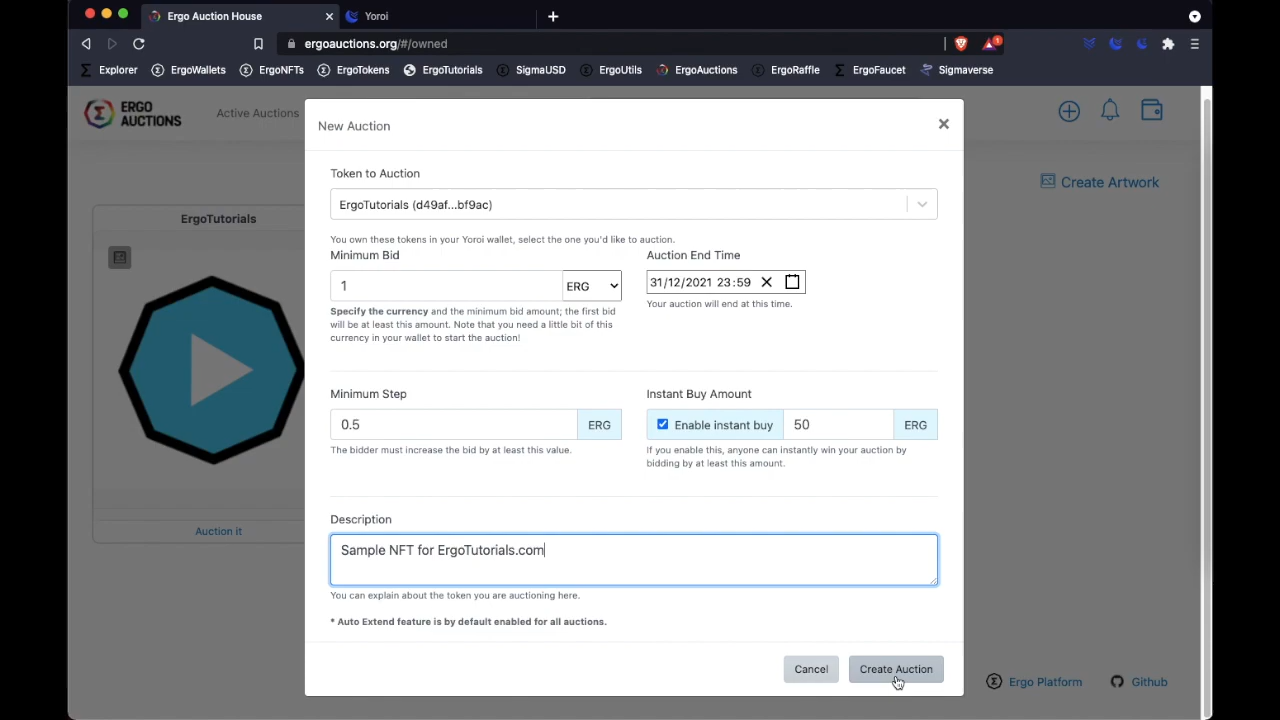 Ergo Auction House
Yoroi
ergoauctions.org/#/owned
1
Explorer
ErgoWallets
ErgoNFTs
ErgoTokens
ErgoTutorials
SigmaUSD
ErgoUtils
ErgoAuctions
ErgoRaffle
ErgoFaucet
Sigmaverse
ERGO
AUCTIONS
Active Auctions
Create Artwork
ErgoTutorials
Auction it
New Auction
Token to Auction
ErgoTutorials (d49af...bf9ac)
You own these tokens in your Yoroi wallet, select the one you'd like to auction.
Minimum Bid
1
ERG
Specify the currency and the minimum bid amount; the first bid
will be at least this amount. Note that you need a little bit of this
currency in your wallet to start the auction!
Auction End Time
31/12/2021 23:59
Your auction will end at this time.
Minimum Step
0.5
ERG
The bidder must increase the bid by at least this value.
Instant Buy Amount
Enable instant buy
50
ERG
If you enable this, anyone can instantly win your auction by
bidding by at least this amount.
Description
Sample NFT for ErgoTutorials.com
You can explain about the token you are auctioning here.
* Auto Extend feature is by default enabled for all auctions.
Cancel
Create Auction
Ergo Platform
Github